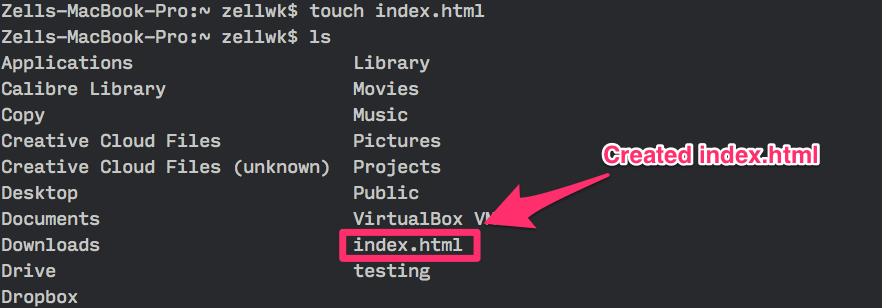 Zells-MacBook-Pro:~ zellwk$ touch index.html
Zells-MacBook-Pro:~ zellwk$ ls
Applications Library
Calibre Library Movies
Copy Music
Creative Cloud Files Pictures
Creative Cloud Files (unknown) Projects
Created index.html
Desktop Public
Documents VirtualBox
Downloads index.html
Drive testing
Dropbox